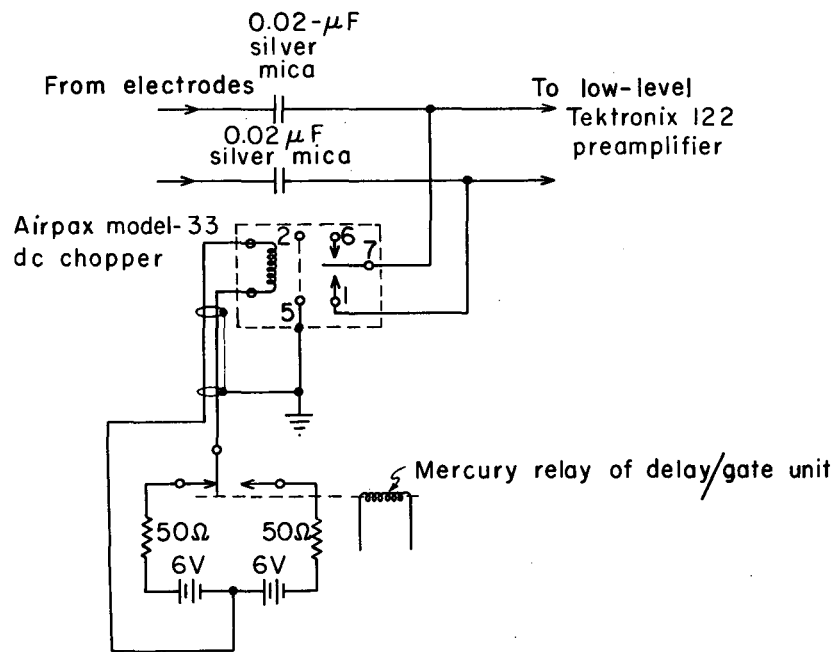 0.02-μF
silver
mica
From electrodes
To low-level
Tektronix 122
preamplifier
0.02 μF
silver mica
Airpax model-33
dc chopper
2
6
7
5
1
Mercury relay of delay/gate unit
50Ω
50Ω
6V
6V